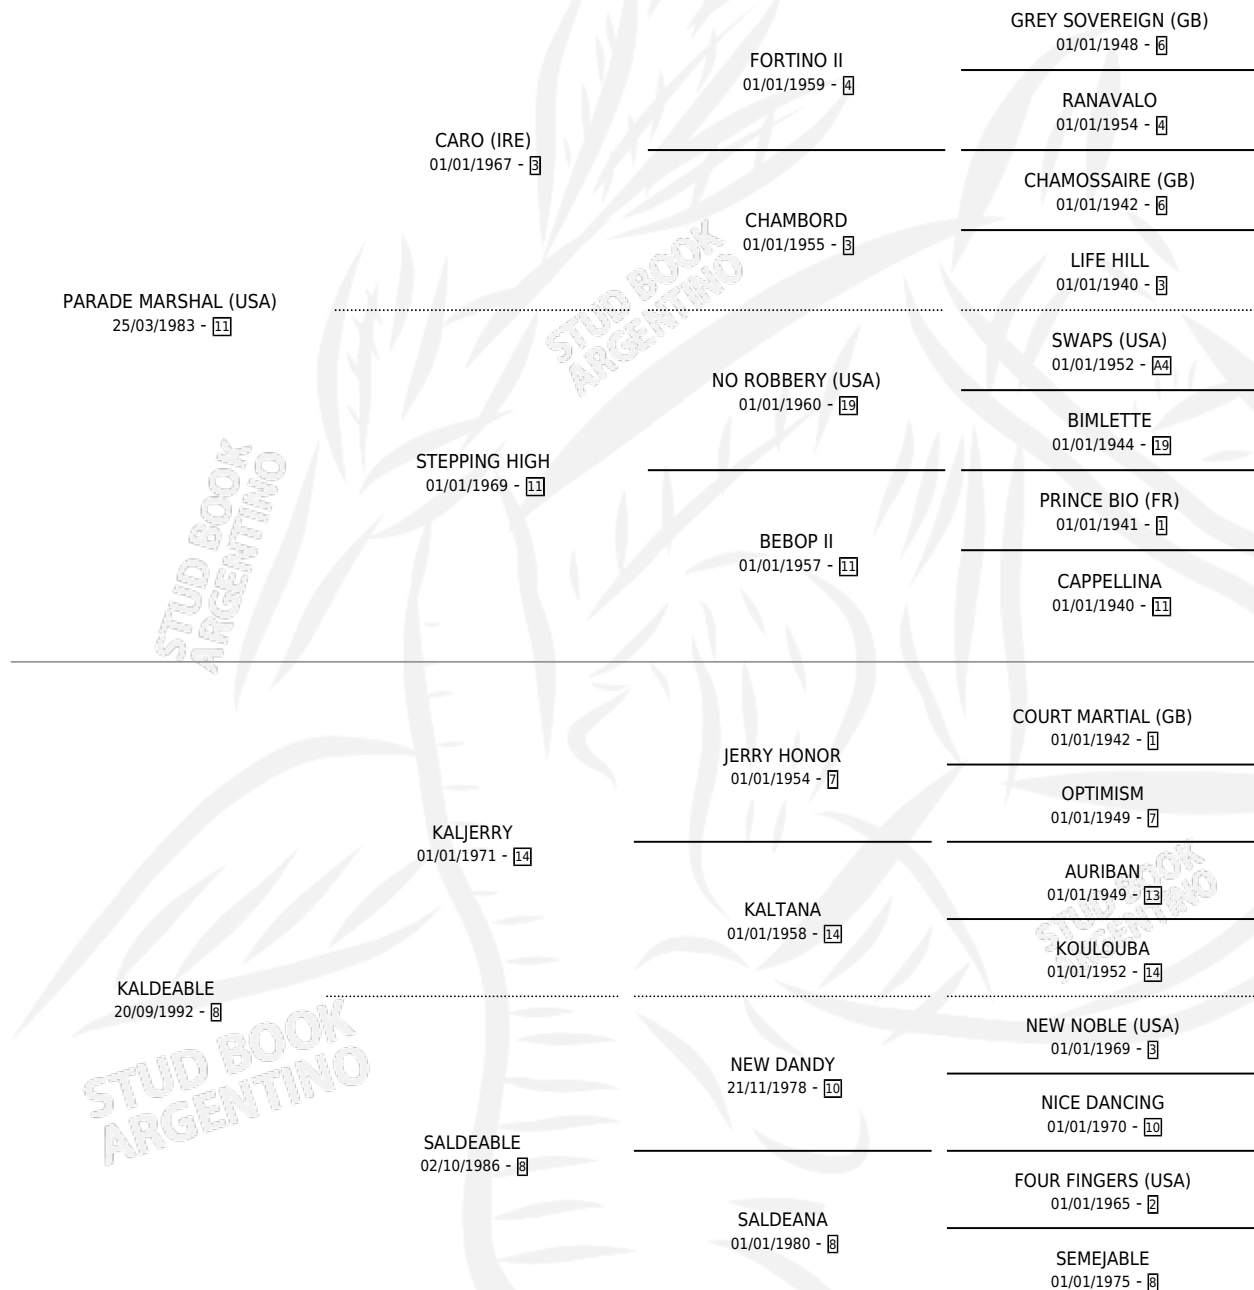 GREY SOVEREIGN (GB)
01/01/1948 - 6
FORTINO II
01/01/1959 - 4
RANAVALO
01/01/1954 - 4
CARO (IRE)
01/01/1967 - 3
CHAMOSSAIRE (GB)
01/01/1942 - 6
CHAMBORD
01/01/1955 - 3
LIFE HILL
01/01/1940 - 3
PARADE MARSHAL (USA)
25/03/1983 - 11
SWAPS (USA)
01/01/1952 - A4
NO ROBBERY (USA)
01/01/1960 - 19
BIMLETTE
01/01/1944 - 19
STEPPING HIGH
01/01/1969 - 11
PRINCE BIO (FR)
01/01/1941 - 1
BEBOP II
01/01/1957 - 11
CAPPELLINA
01/01/1940 - 11
COURT MARTIAL (GB)
01/01/1942 - 1
JERRY HONOR
01/01/1954 - 7
OPTIMISM
01/01/1949 - 7
KALJERRY
01/01/1971 - 14
AURIBAN
01/01/1949 - 13
KALTANA
01/01/1958 - 14
KOULOUBA
01/01/1952 - 14
KALDEABLE
20/09/1992 - 8
NEW NOBLE (USA)
01/01/1969 - 3
NEW DANDY
21/11/1978 - 10
NICE DANCING
01/01/1970 - 10
SALDEABLE
02/10/1986 - 8
FOUR FINGERS (USA)
01/01/1965 - 2
SALDEANA
01/01/1980 - 8
SEMEJABLE
01/01/1975 - 8
STUD BOOK
ARGENTINO
STUD BOOK
ARGENTINO
STUD BOOK
ARGENTINO
STUD BOOK
ARGENTINO